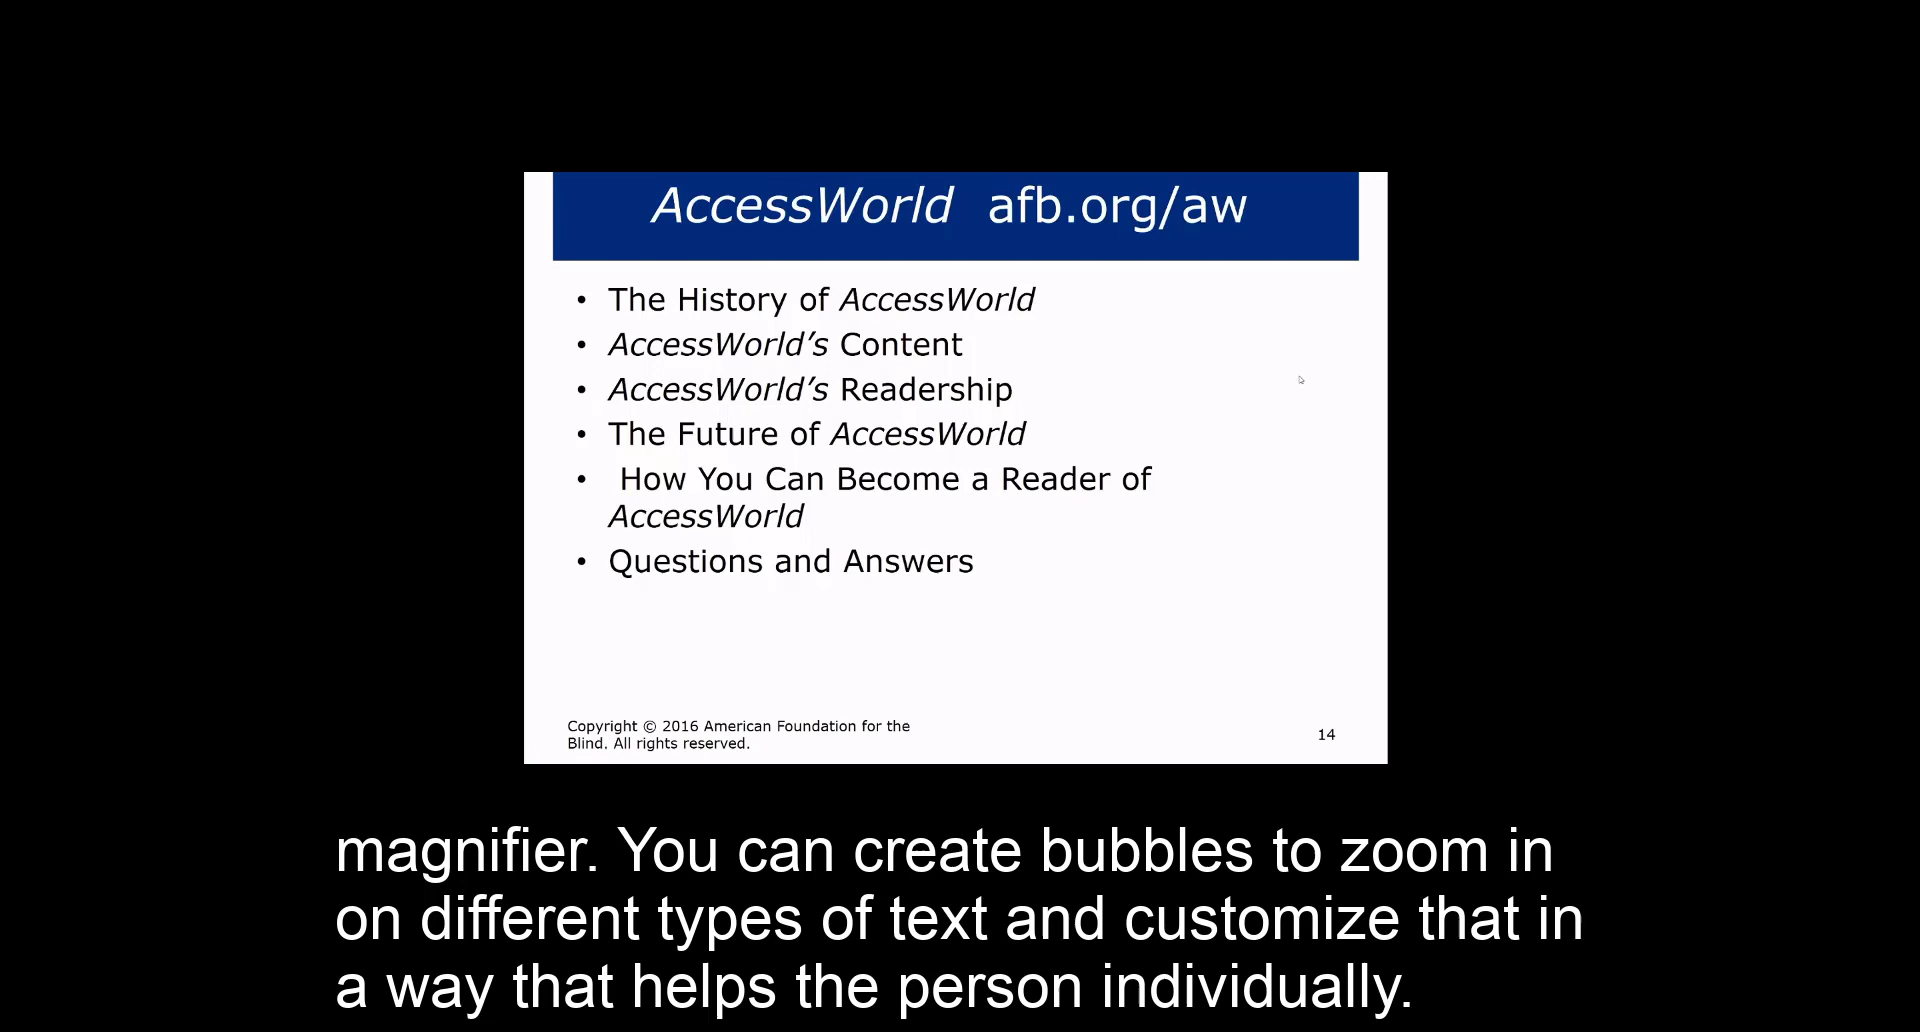 AccessWorld afb.org/aw
• The History of AccessWorld
• AccessWorld’s Content
• AccessWorld’s Readership
• The Future of AccessWorld
• How You Can Become a Reader of
AccessWorld
• Questions and Answers
Copyright © 2016 American Foundation for the
Blind. All rights reserved.
14
magnifier. You can create bubbles to zoom in
on different types of text and customize that in
a way that helps the person individually.